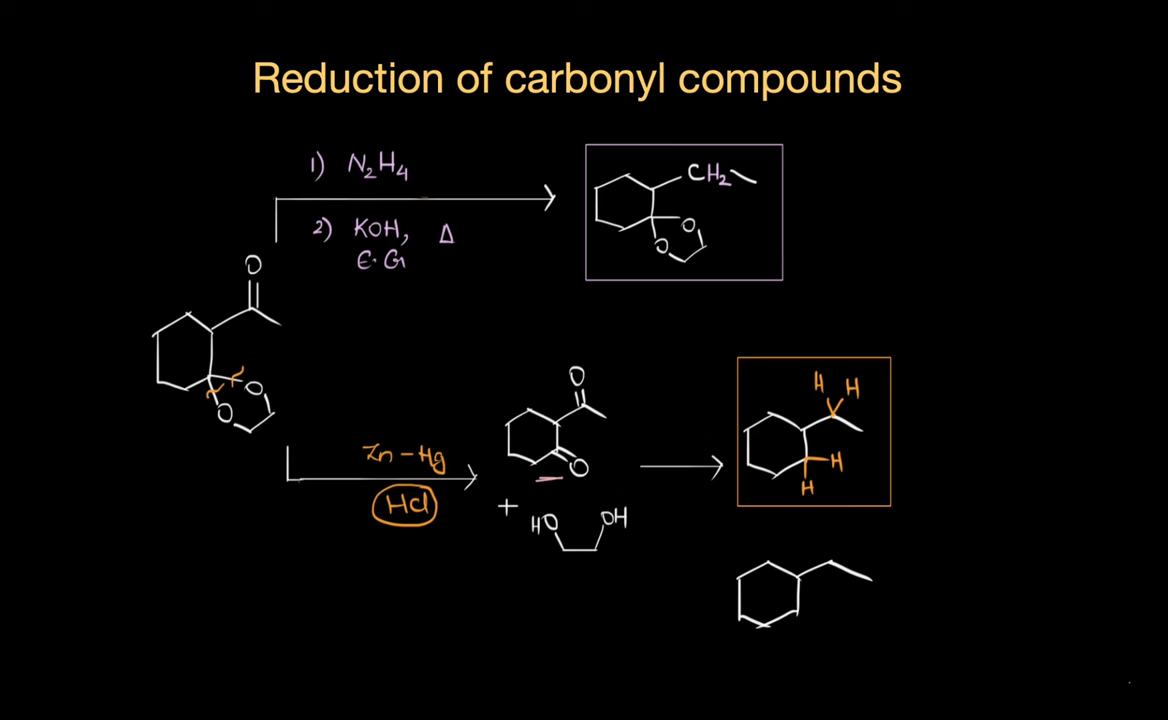 Reduction of carbonyl compounds
1) N₂H₄
2) KOH, Δ
E.G
CH₂
O
O
O
O
O
O
Zn-Hg
HCl
O
O
+
HO
OH
H H
H
H